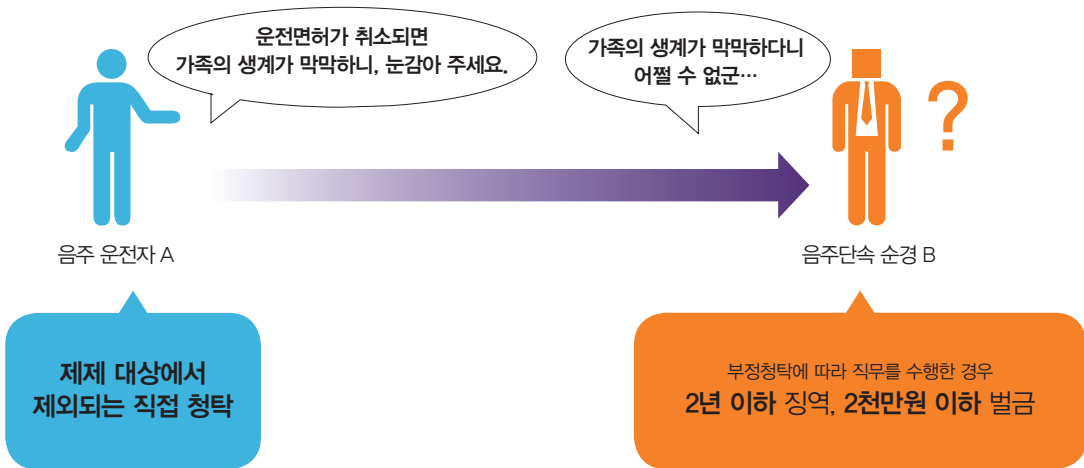 운전면허가 취소되면
가족의 생계가 막막하니, 눈감아 주세요.
가족의 생계가 막막하다니
어쩔 수 없군…
?
음주 운전자 A
음주단속 순경 B
제제 대상에서
제외되는 직접 청탁
부정청탁에 따라 직무를 수행한 경우
2년 이하 징역, 2천만원 이하 벌금